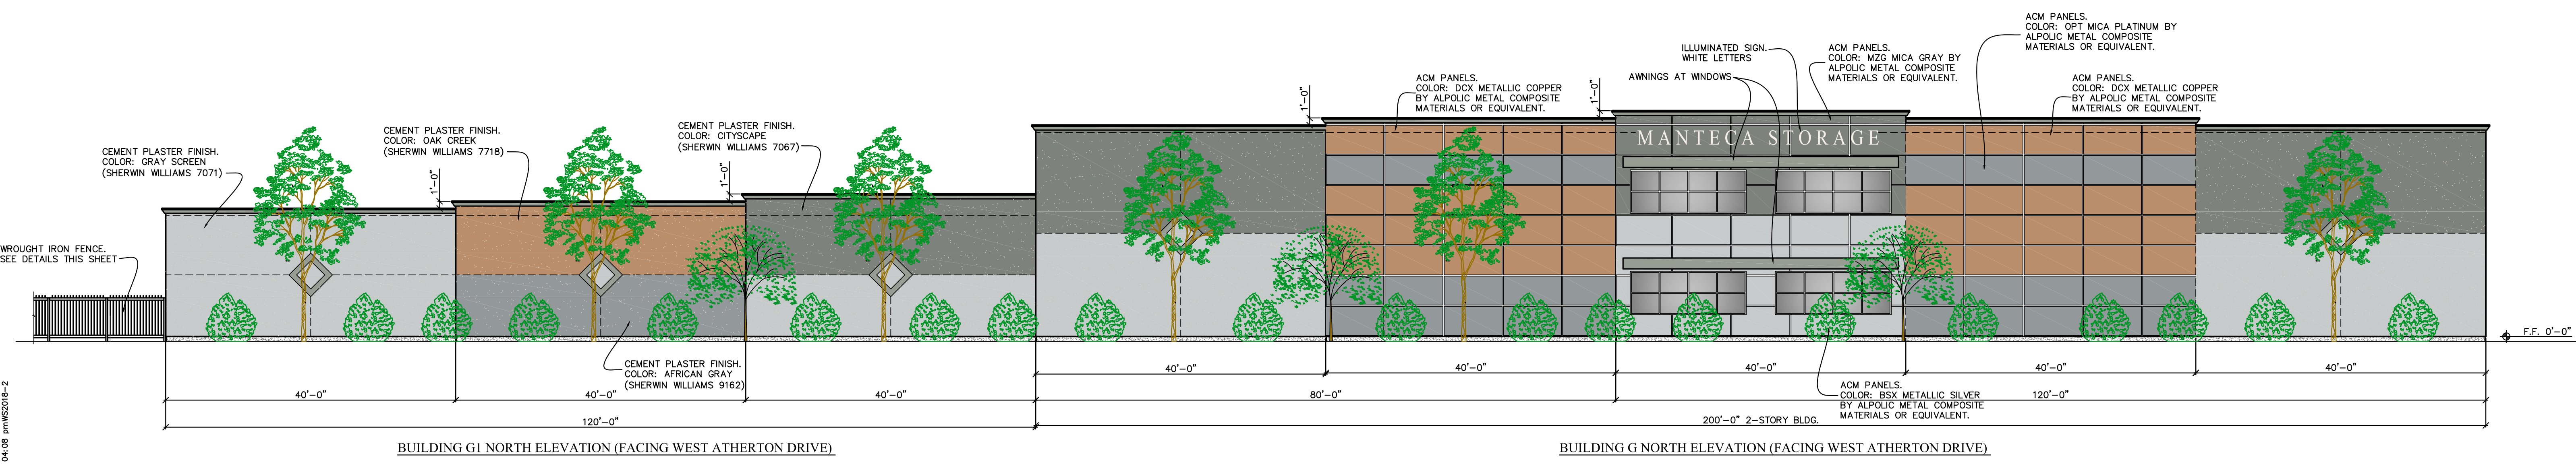 CEMENT PLASTER FINISH.
COLOR: GRAY SCREEN
(SHERWIN WILLIAMS 7071)
WROUGHT IRON FENCE.
SEE DETAILS THIS SHEET
CEMENT PLASTER FINISH.
COLOR: OAK CREEK
(SHERWIN WILLIAMS 7718)
1'-0"
CEMENT PLASTER FINISH.
COLOR: CITYSCAPE
(SHERWIN WILLIAMS 7067)
1'-0"
CEMENT PLASTER FINISH.
COLOR: AFRICAN GRAY
(SHERWIN WILLIAMS 9162)
1'-0"
ACM PANELS.
COLOR: DCX METALLIC COPPER
BY ALPOLIC METAL COMPOSITE
MATERIALS OR EQUIVALENT.
1'-0"
ILLUMINATED SIGN.
WHITE LETTERS
AWNINGS AT WINDOWS
ACM PANELS.
COLOR: MZG MICA GRAY BY
ALPOLIC METAL COMPOSITE
MATERIALS OR EQUIVALENT.
ACM PANELS.
COLOR: OPT MICA PLATINUM BY
ALPOLIC METAL COMPOSITE
MATERIALS OR EQUIVALENT.
ACM PANELS.
COLOR: DCX METALLIC COPPER
BY ALPOLIC METAL COMPOSITE
MATERIALS OR EQUIVALENT.
MANTECA STORAGE
F.F. 0'-0"
40'-0"
40'-0"
40'-0"
40'-0"
40'-0"
ACM PANELS.
COLOR: BSX METALLIC SILVER
BY ALPOLIC METAL COMPOSITE
MATERIALS OR EQUIVALENT.
40'-0"
40'-0"
40'-0"
80'-0"
120'-0"
120'-0"
200'-0" 2-STORY BLDG.
BUILDING G1 NORTH ELEVATION (FACING WEST ATHERTON DRIVE)
BUILDING G NORTH ELEVATION (FACING WEST ATHERTON DRIVE)
04:08 pmWS2018-2